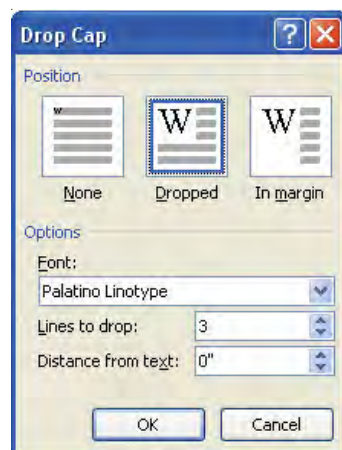 Drop Cap
Position
W W W
None Dropped In margin
Options
Font:
Palatino Linotype
Lines to drop: 3
Distance from text: 0"
OK Cancel